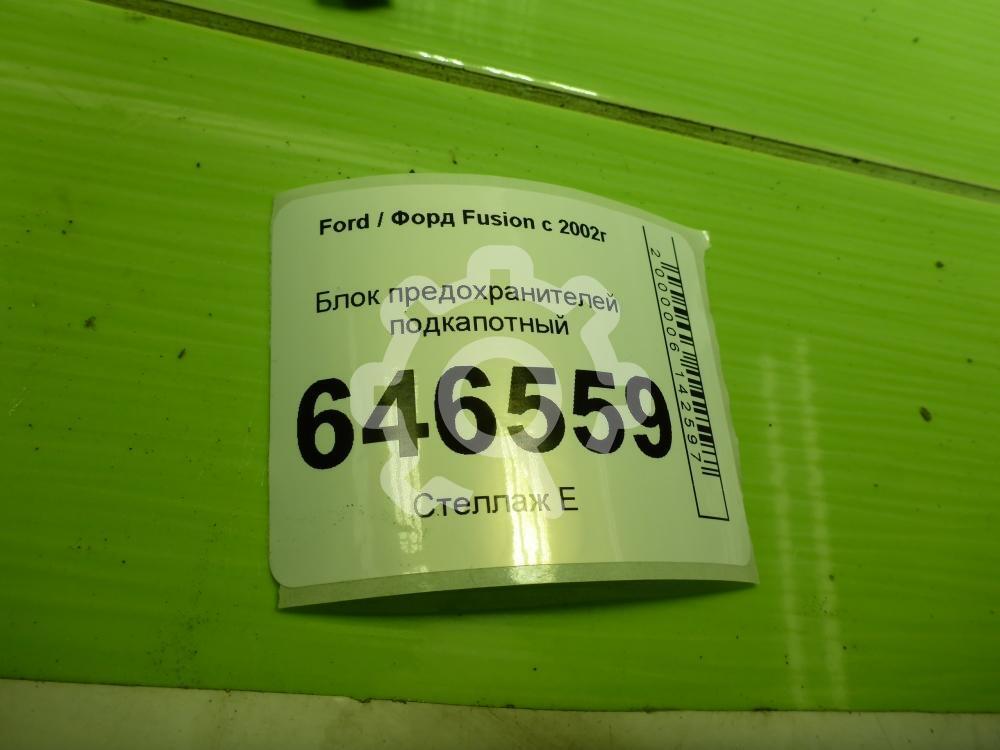 Ford / Форд Fusion с 2002г
Блок предохранителей
подкапотный
646559
Стеллаж Е
2000006142597